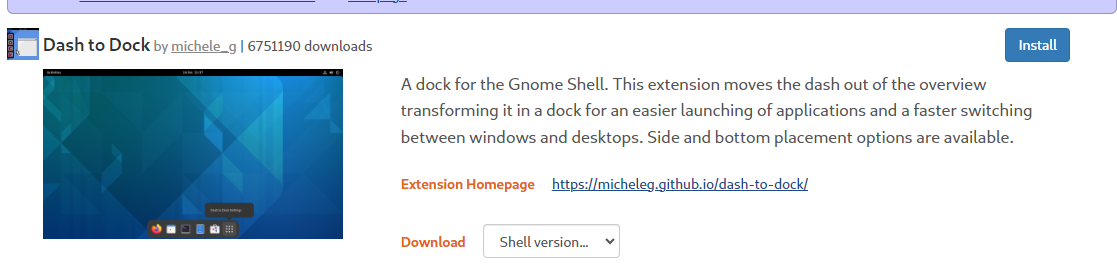 Dash to Dock by michele_g | 6751190 downloads
Install
A dock for the Gnome Shell. This extension moves the dash out of the overview
transforming it in a dock for an easier launching of applications and a faster switching
between windows and desktops. Side and bottom placement options are available.
Extension Homepage https://micheleg.github.io/dash-to-dock/
Download Shell version...